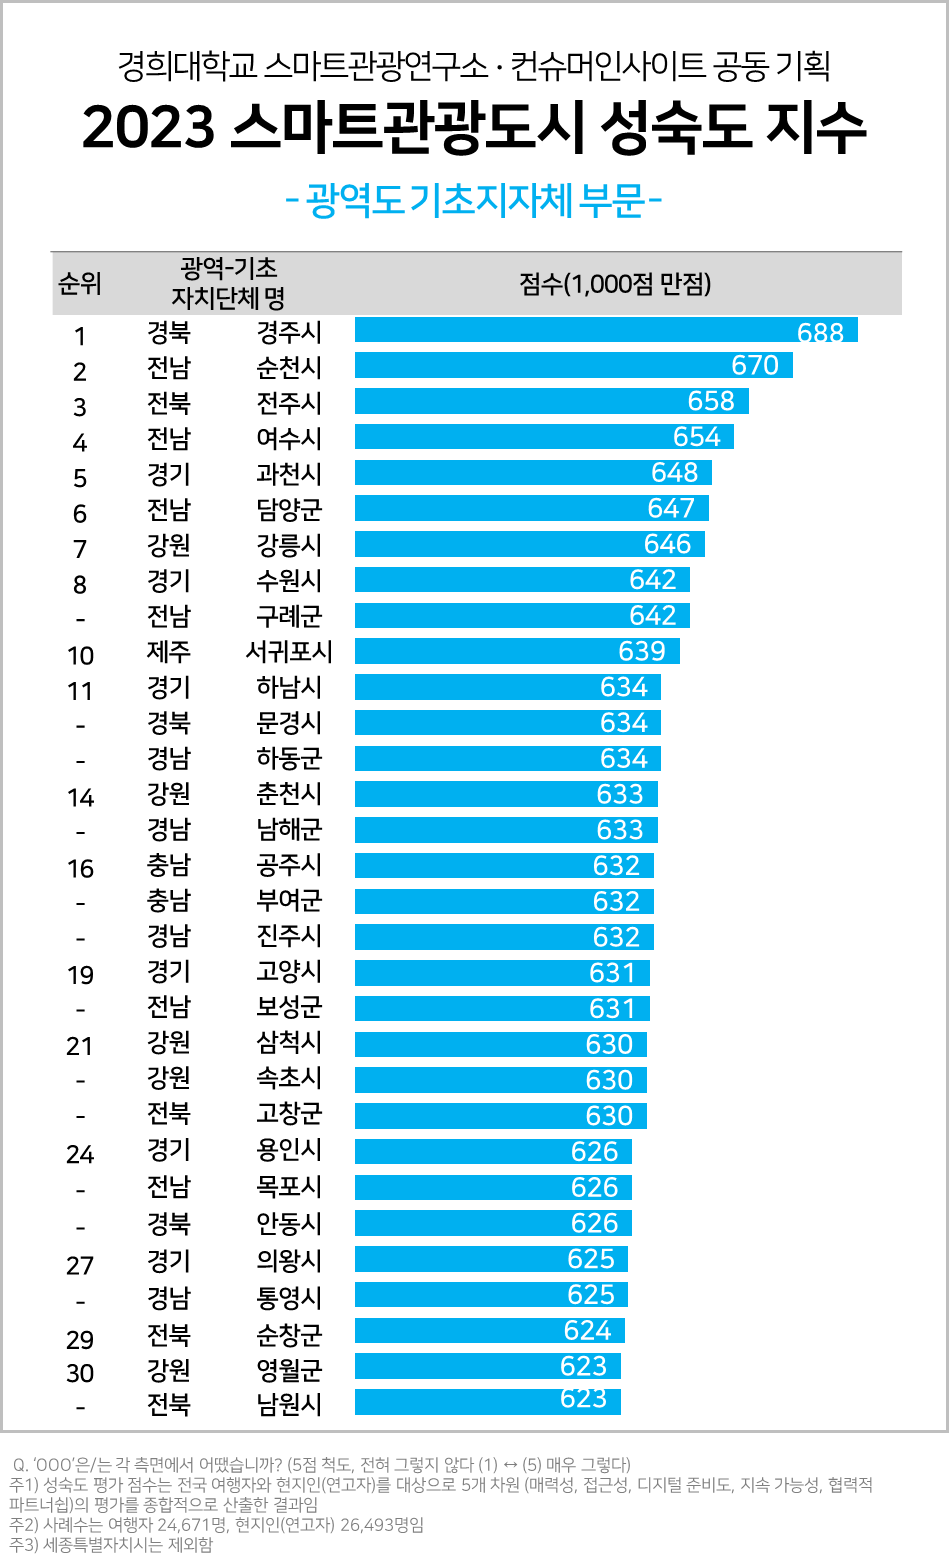 경희대학교 스마트관광연구소 · 컨슈머인사이트 공동 기획
2023 스마트관광도시 성숙도 지수
- 광역도 기초지자체 부문 -
순위 광역-기초 자치단체 명 점수(1,000점 만점)
1 경북 경주시 688
2 전남 순천시 670
3 전북 전주시 658
4 전남 여수시 654
5 경기 과천시 648
6 전남 담양군 647
7 강원 강릉시 646
8 경기 수원시 642
- 전남 구례군 642
10 제주 서귀포시 639
11 경기 하남시 634
- 경북 문경시 634
- 경남 하동군 634
14 강원 춘천시 633
- 경남 남해군 633
16 충남 공주시 632
- 충남 부여군 632
- 경남 진주시 632
19 경기 고양시 631
- 전남 보성군 631
21 강원 삼척시 630
- 강원 속초시 630
- 전북 고창군 630
24 경기 용인시 626
- 전남 목포시 626
- 경북 안동시 626
27 경기 의왕시 625
- 경남 통영시 625
29 전북 순창군 624
30 강원 영월군 623
- 전북 남원시 623
Q. ‘OOO’은/는 각 측면에서 어땠습니까? (5점 척도, 전혀 그렇지 않다 (1) ↔ (5) 매우 그렇다)
주1) 성숙도 평가 점수는 전국 여행자와 현지인(연고자)를 대상으로 5개 차원 (매력성, 접근성, 디지털 준비도, 지속 가능성, 협력적
파트너쉽)의 평가를 종합적으로 산출한 결과임
주2) 사례수는 여행자 24,671명, 현지인(연고자) 26,493명임
주3) 세종특별자치시는 제외함